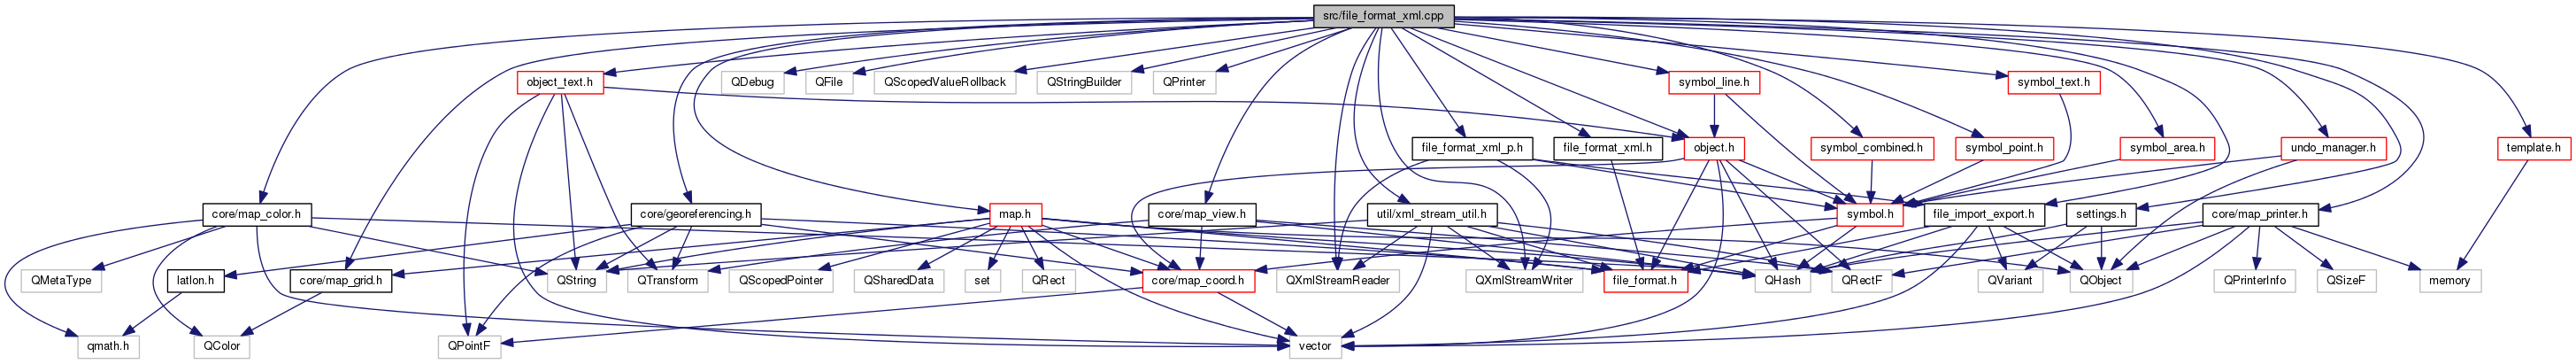 src/file_format_xml.cpp
object_text.h
QDebug
QFile
QScopedValueRollback
QStringBuilder
QPrinter
symbol_line.h
symbol_text.h
file_format_xml_p.h
file_format_xml.h
object.h
symbol_combined.h
symbol_point.h
symbol_area.h
undo_manager.h
template.h
core/map_color.h
core/georeferencing.h
map.h
core/map_view.h
util/xml_stream_util.h
symbol.h
file_import_export.h
settings.h
core/map_printer.h
QMetaType
latlon.h
core/map_grid.h
QString
QTransform
QScopedPointer
QSharedData
set
QRect
core/map_coord.h
QXmlStreamReader
QXmlStreamWriter
file_format.h
QHash
QRectF
QVariant
QObject
QPrinterInfo
QSizeF
memory
qmath.h
QColor
QPointF
vector